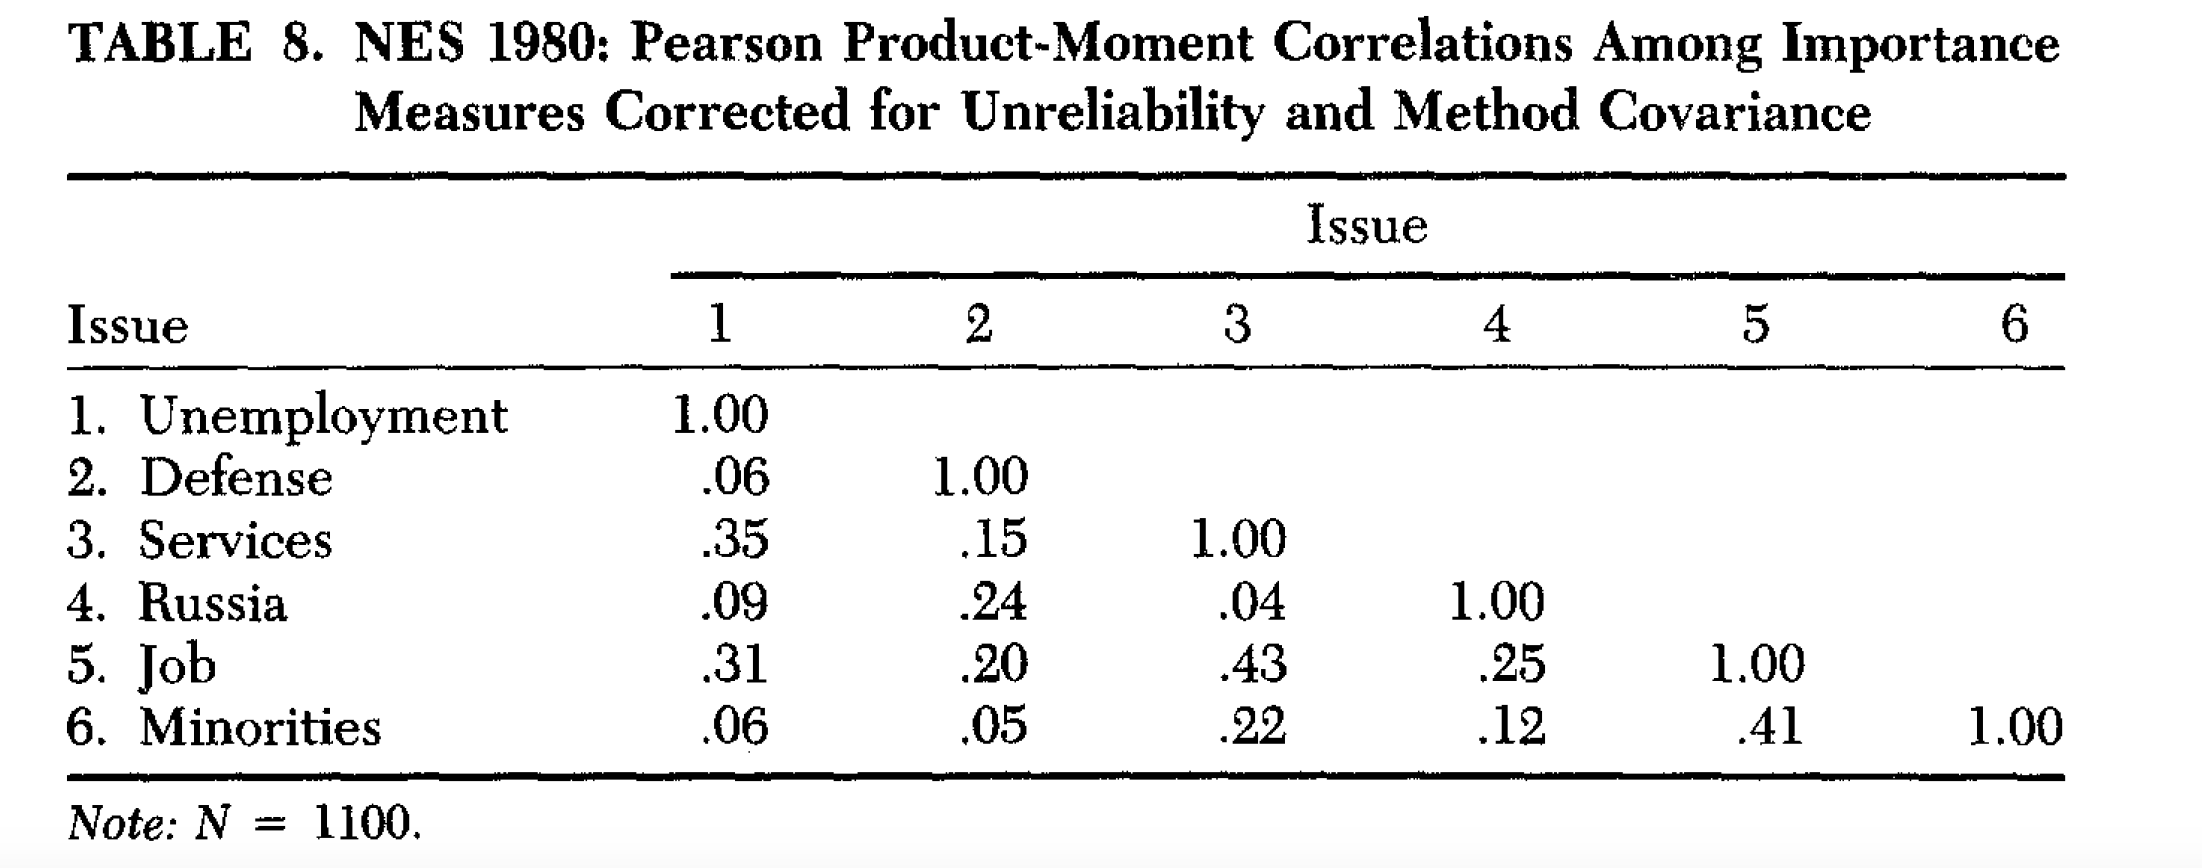 TABLE 8. NES 1980: Pearson Product-Moment Correlations Among Importance
Measures Corrected for Unreliability and Method Covariance
Issue
Issue 1 2 3 4 5 6
1. Unemployment 1.00
2. Defense .06 1.00
3. Services .35 .15 1.00
4. Russia .09 .24 .04 1.00
5. Job .31 .20 .43 .25 1.00
6. Minorities .06 .05 .22 .12 .41 1.00
Note: N = 1100.